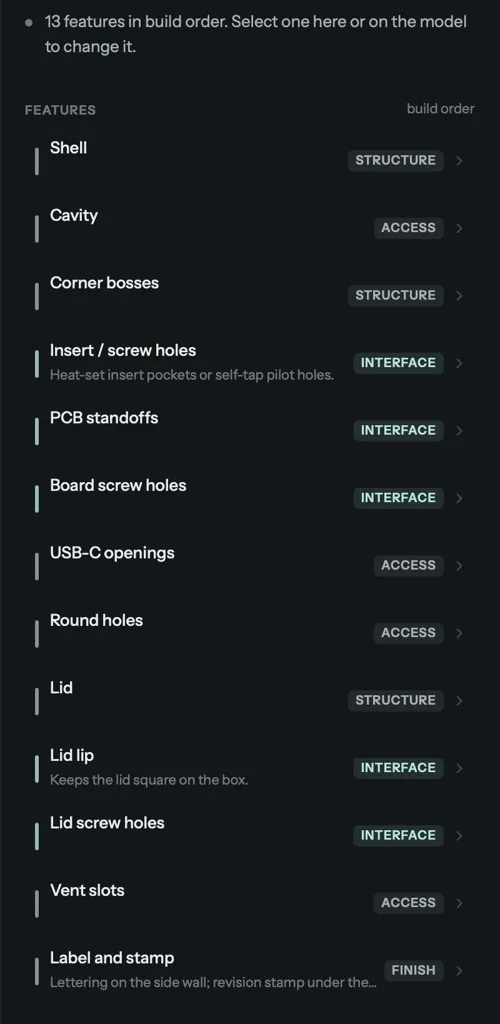 13 features in build order. Select one here or on the model
to change it.
FEATURES
build order
Shell
STRUCTURE
Cavity
ACCESS
Corner bosses
STRUCTURE
Insert / screw holes
INTERFACE
Heat-set insert pockets or self-tap pilot holes.
PCB standoffs
INTERFACE
Board screw holes
INTERFACE
USB-C openings
ACCESS
Round holes
ACCESS
Lid
STRUCTURE
Lid lip
INTERFACE
Keeps the lid square on the box.
Lid screw holes
INTERFACE
Vent slots
ACCESS
Label and stamp
FINISH
Lettering on the side wall; revision stamp under the...